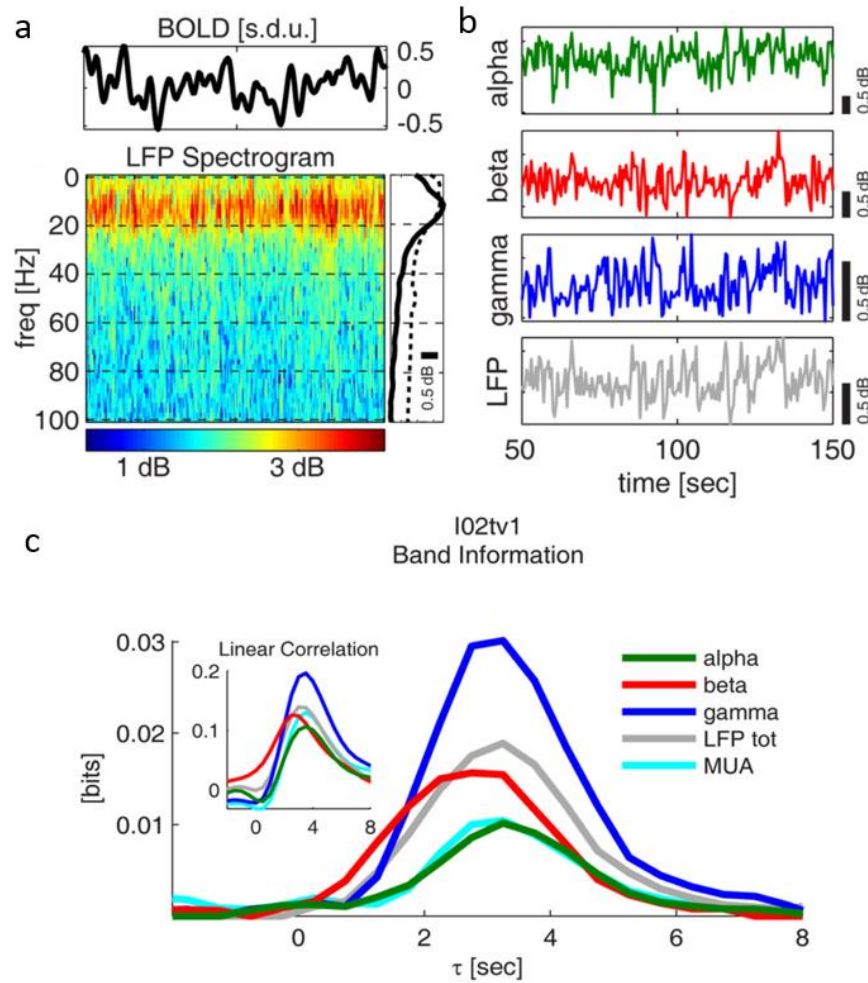 a
BOLD [s.d.u.]
0.5
0
-0.5
LFP Spectrogram
0
20
40
60
80
100
freq [Hz]
0.5 dB
1 dB
3 dB
b
alpha
0.5 dB
beta
0.5 dB
gamma
0.5 dB
LFP
0.5 dB
50
100
150
time [sec]
c
I02tv1
Band Information
0.03
0.02
0.01
[bits]
Linear Correlation
0.2
0.1
0
0
4
8
alpha
beta
gamma
LFP tot
MUA
0
2
4
6
8
τ [sec]